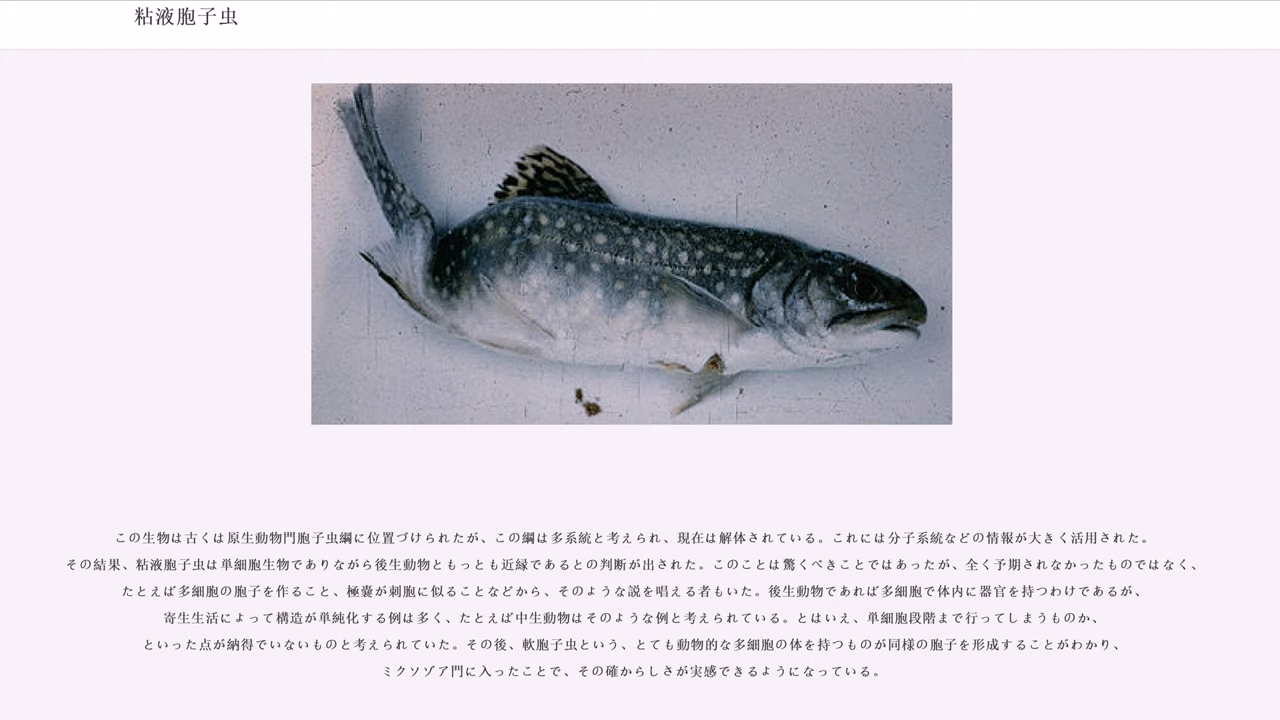 粘液胞子虫
この生物は古くは原生動物門胞子虫綱に位置づけられたが、この綱は多系統と考えられ、現在は解体されている。これには分子系統などの情報が大きく活用された。
その結果、粘液胞子虫は単細胞生物でありながら後生動物ともっとも近縁であるとの判断が出された。このことは驚くべきことではあったが、全く予期されなかったものではなく、
たとえば多細胞の胞子を作ること、極嚢が刺胞に似ることなどから、そのような説を唱える者もいた。後生動物であれば多細胞で体内に器官を持つわけであるが、
寄生生活によって構造が単純化する例は多く、たとえば中生動物はそのような例と考えられている。とはいえ、単細胞段階まで行ってしまうものか、
といった点が納得でいないものと考えられていた。その後、軟胞子虫という、とても動物的な多細胞の体を持つものが同様の胞子を形成することがわかり、
ミクソゾア門に入ったことで、その確からしさが実感できるようになっている。